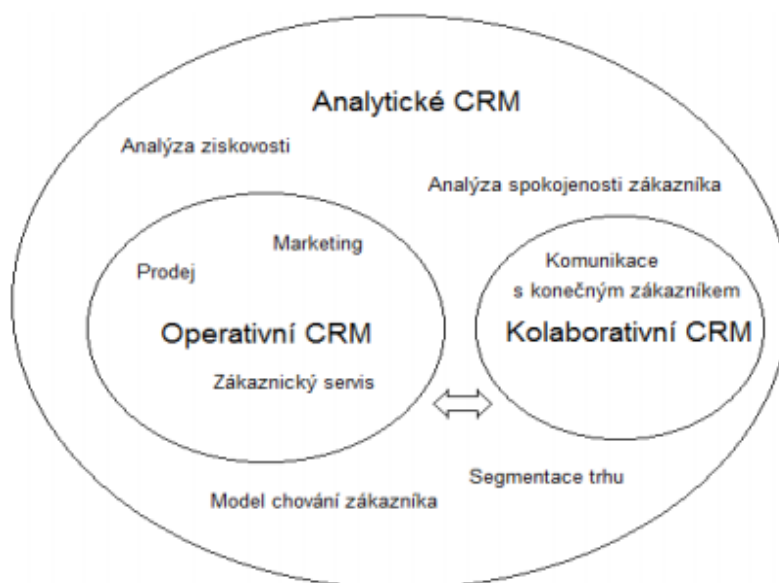 Analytické CRM
Analýza ziskovosti
Analýza spokojenosti zákazníka
Marketing
Prodej
Operativní CRM
Zákaznický servis
Komunikace
s konečným zákazníkem
Kolaborativní CRM
Segmentace trhu
Model chování zákazníka